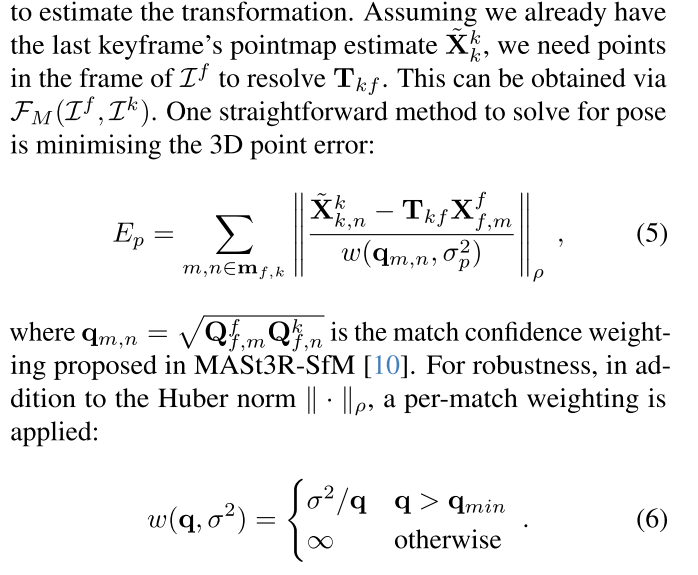 to estimate the transformation. Assuming we already have
the last keyframe's pointmap estimate $\tilde{\mathbf{X}}_k^k$, we need points
in the frame of $\mathcal{I}^f$ to resolve $\mathbf{T}_{kf}$. This can be obtained via
$\mathcal{F}_M(\mathcal{I}^f, \mathcal{I}^k)$. One straightforward method to solve for pose
is minimising the 3D point error:
$E_p = \sum_{m,n \in \mathbf{m}_{f,k}} \left\| \frac{\tilde{\mathbf{X}}_{k,n}^k - \mathbf{T}_{kf} \mathbf{X}_{f,m}^f}{w(\mathbf{q}_{m,n}, \sigma_p^2)} \right\|_\rho ,$ (5)
where $\mathbf{q}_{m,n} = \sqrt{\mathbf{Q}_{f,m}^f \mathbf{Q}_{f,n}^k}$ is the match confidence weight-
ing proposed in MASt3R-SfM [10]. For robustness, in ad-
dition to the Huber norm $\| \cdot \|_\rho$, a per-match weighting is
applied:
$w(\mathbf{q}, \sigma^2) = \begin{cases} \sigma^2/\mathbf{q} & \mathbf{q} > \mathbf{q}_{min} \\ \infty & \text{otherwise} \end{cases} .$ (6)